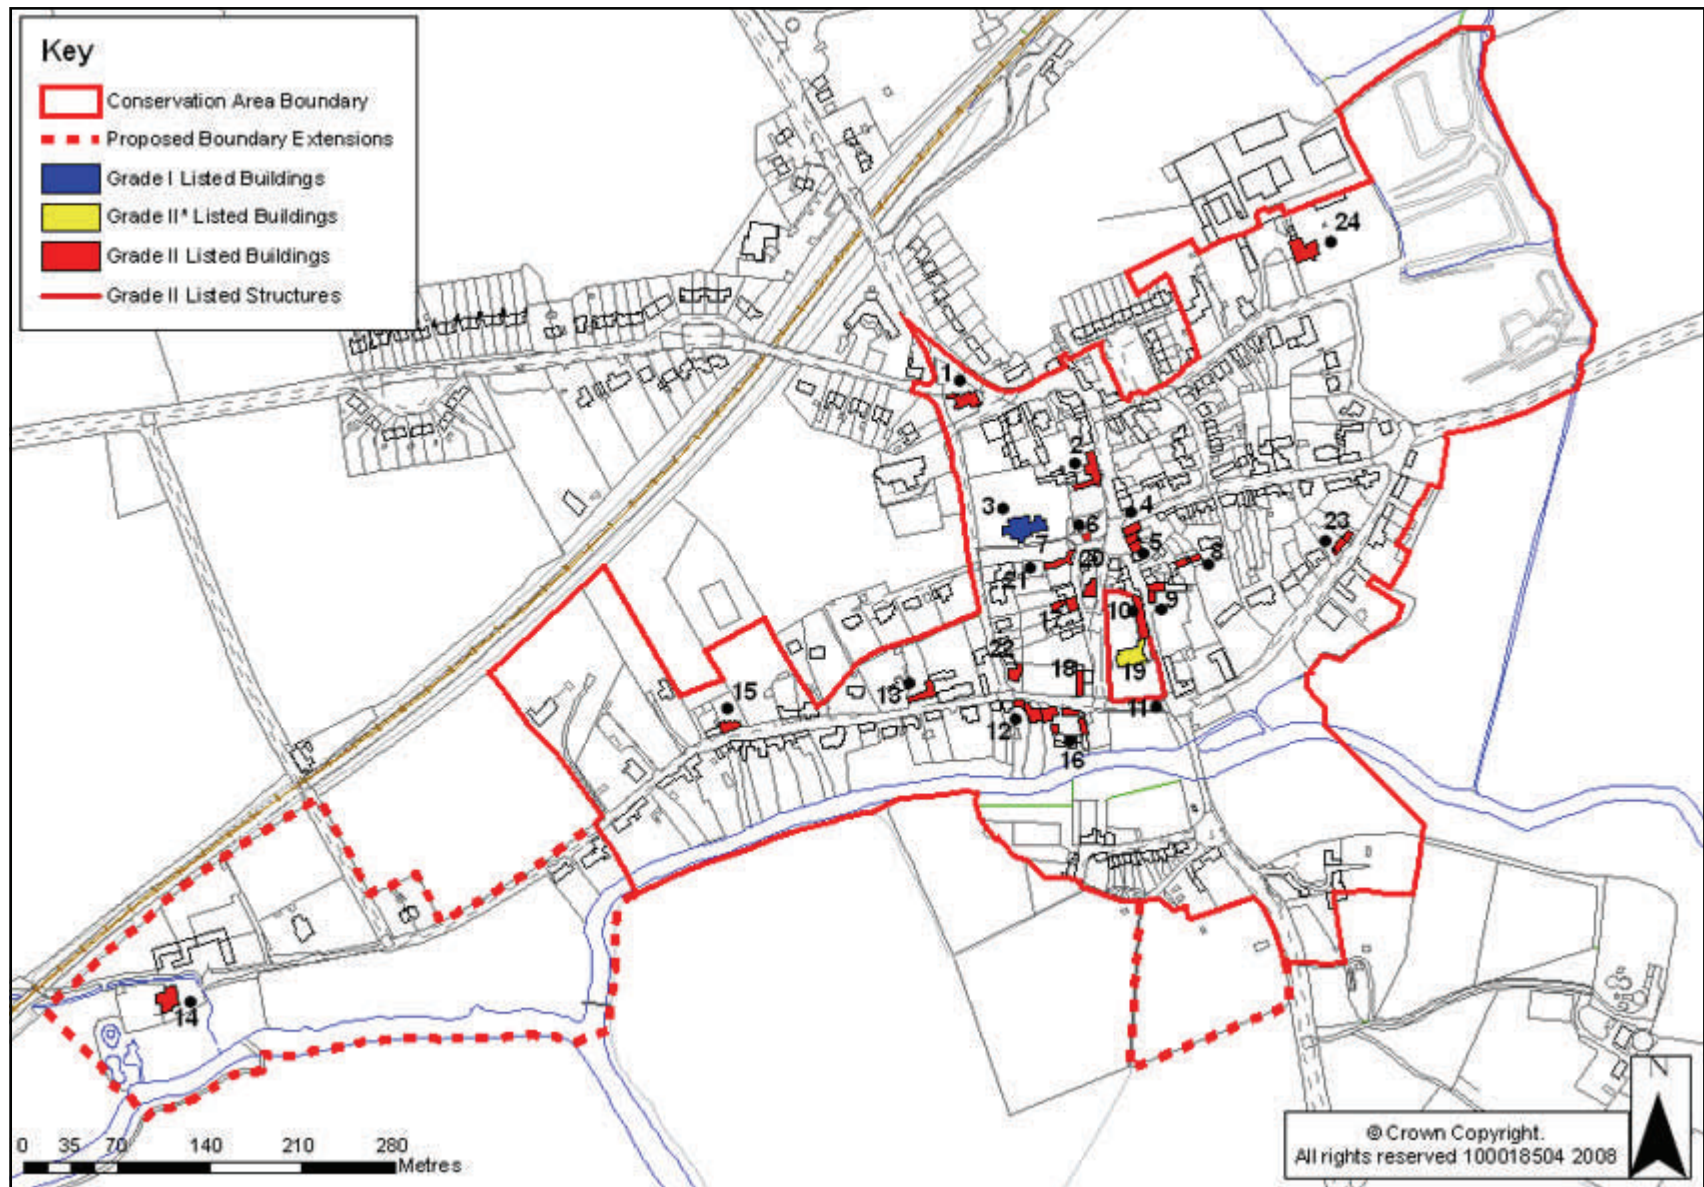 Key
Conservation Area Boundary
Proposed Boundary Extensions
Grade I Listed Buildings
Grade II* Listed Buildings
Grade II Listed Buildings
Grade II Listed Structures
24
1
2
3
4
6
23
7
5
20
8
21
17
10
9
22
18
19
13
15
11
12
16
14
N
0 35 70 140 210 280
Metres
© Crown Copyright.
All rights reserved 100018504 2008